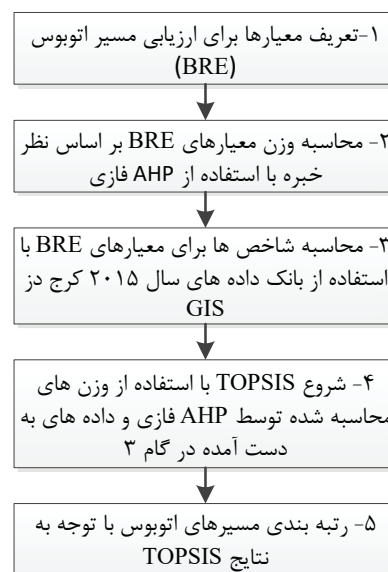 ۱-تعریف معیارها برای ارزیابی مسیر اتوبوس
(BRE)
۲- محاسبه وزن معیارهای BRE بر اساس نظر
خبره با استفاده از AHP فازی
۳- محاسبه شاخص ها برای معیارهای BRE با
استفاده از بانک داده های سال ۲۰۱۵ کرج دز
GIS
۴- شروع TOPSIS با استفاده از وزن های
محاسبه شده توسط AHP فازی و داده های به
دست آمده در گام ۳
۵- رتبه بندی مسیرهای اتوبوس با توجه به
نتایج TOPSIS